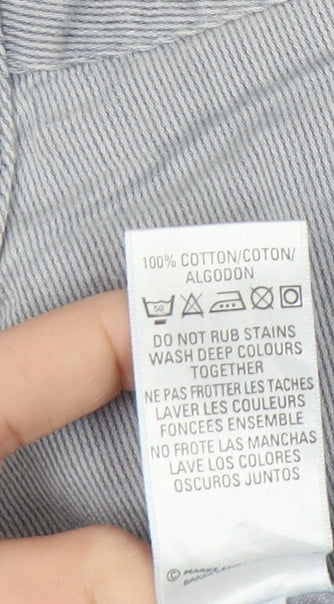 100% COTTON/COTON/
ALGODON
50
DO NOT RUB STAINS
WASH DEEP COLOURS
TOGETHER
NE PAS FROTTER LES TACHES
LAVER LES COULEURS
FONCEES ENSEMBLE
NO FROTE LAS MANCHAS
LAVE LOS COLORES
OSCUROS JUNTOS
©